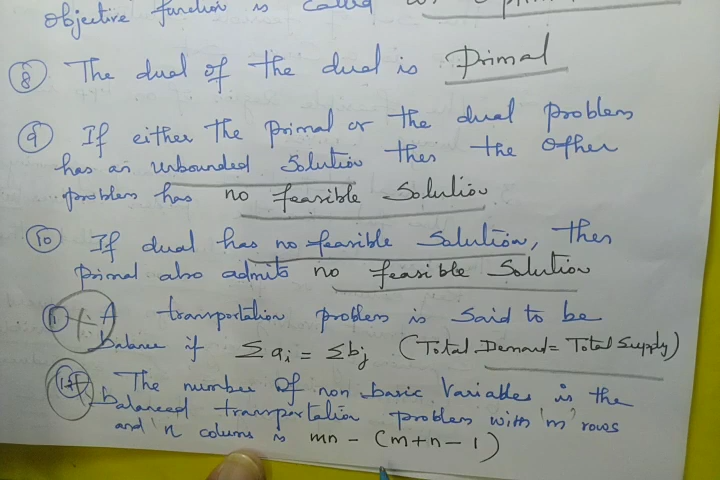 objective function is called
⑧ The dual of the dual is Primal
⑨ If either the primal or the dual problem
has an unbounded Solution then the other
problem has no feasible Solution
⑩ If dual has no feasible Solution, then
primal also admits no feasible Solution
A transportation problem is said to be
balance if Σai = Σbj (Total Demand = Total Supply)
The number of non basic Variables is the
balanced transportation problem with 'm' rows
and 'n' colums is mn - (m+n-1)